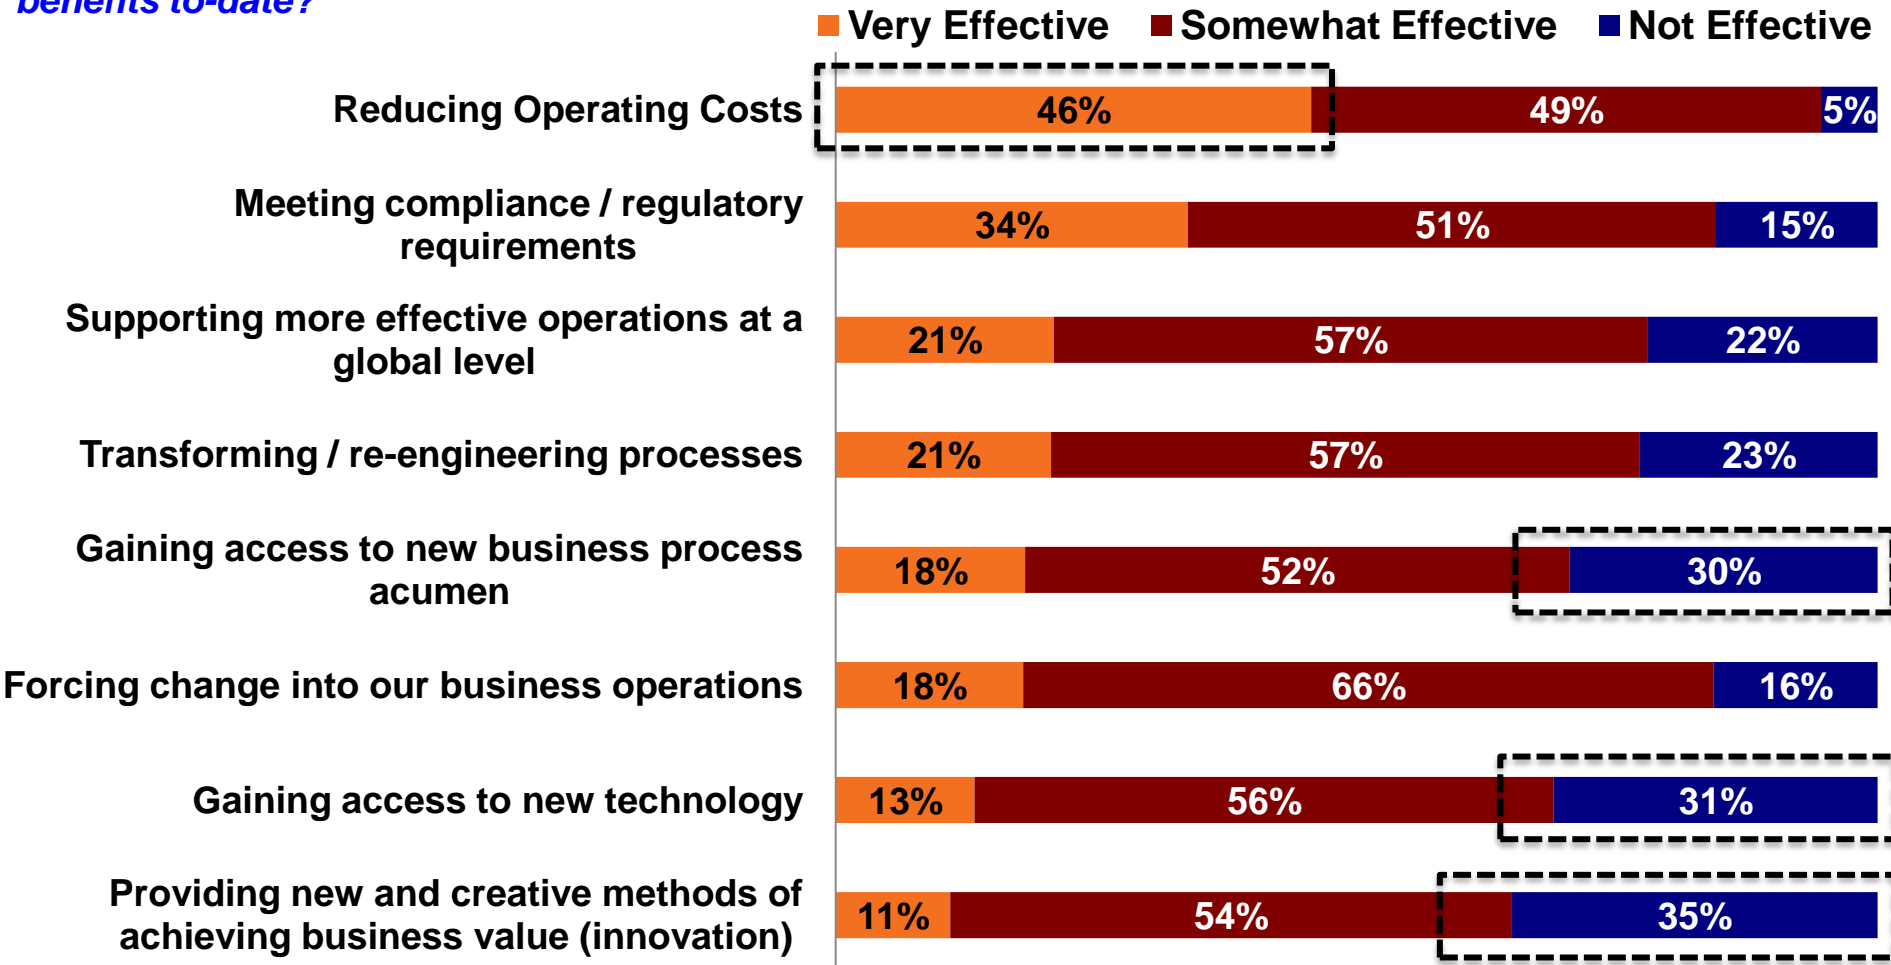 benefits to-date?
Very Effective Somewhat Effective Not Effective
Reducing Operating Costs
46% 49% 5%
Meeting compliance / regulatory
requirements
34% 51% 15%
Supporting more effective operations at a
global level
21% 57% 22%
Transforming / re-engineering processes
21% 57% 23%
Gaining access to new business process
acumen
18% 52% 30%
Forcing change into our business operations
18% 66% 16%
Gaining access to new technology
13% 56% 31%
Providing new and creative methods of
achieving business value (innovation)
11% 54% 35%